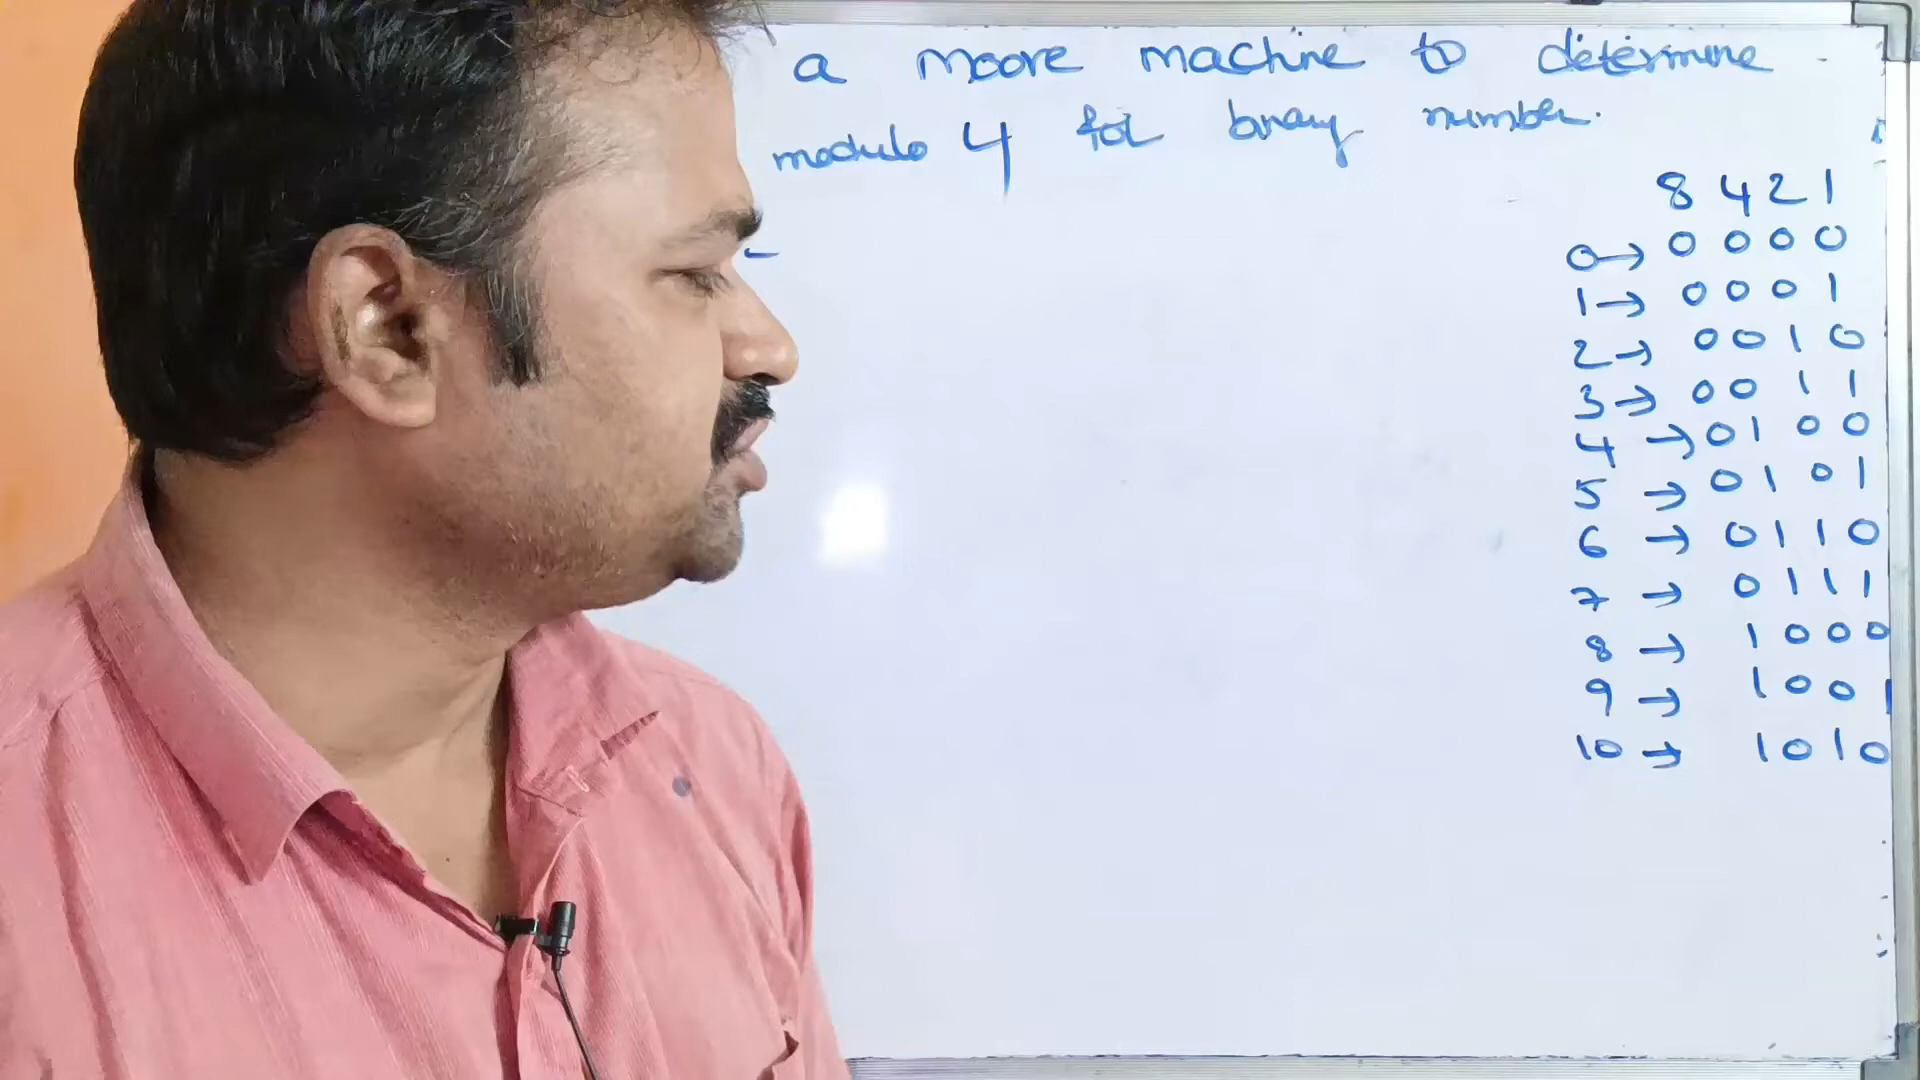 a moore machine to determine
modulo 4 for binary number.
8 4 2 1
0 → 0 0 0 0
1 → 0 0 0 1
2 → 0 0 1 0
3 → 0 0 1 1
4 → 0 1 0 0
5 → 0 1 0 1
6 → 0 1 1 0
7 → 0 1 1 1
8 → 1 0 0 0
9 → 1 0 0 1
10 → 1 0 1 0